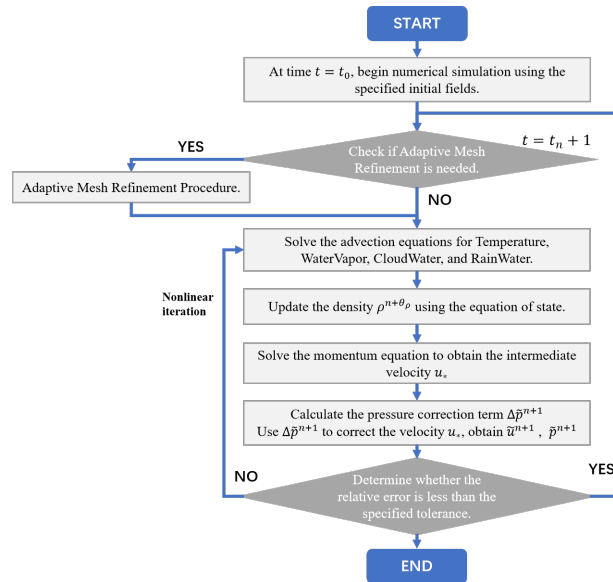 START
At time t = t₀, begin numerical simulation using the
specified initial fields.
YES
t = tₙ + 1
Check if Adaptive Mesh
Refinement is needed.
Adaptive Mesh Refinement Procedure.
NO
Solve the advection equations for Temperature,
WaterVapor, CloudWater, and RainWater.
Nonlinear
iteration
Update the density ρ^{n+θ_ρ} using the equation of state.
Solve the momentum equation to obtain the intermediate
velocity u_*
Calculate the pressure correction term Δp̃ⁿ⁺¹
Use Δp̃ⁿ⁺¹ to correct the velocity u_*, obtain ũⁿ⁺¹ , p̃ⁿ⁺¹
NO
YES
Determine whether the
relative error is less than the
specified tolerance.
END